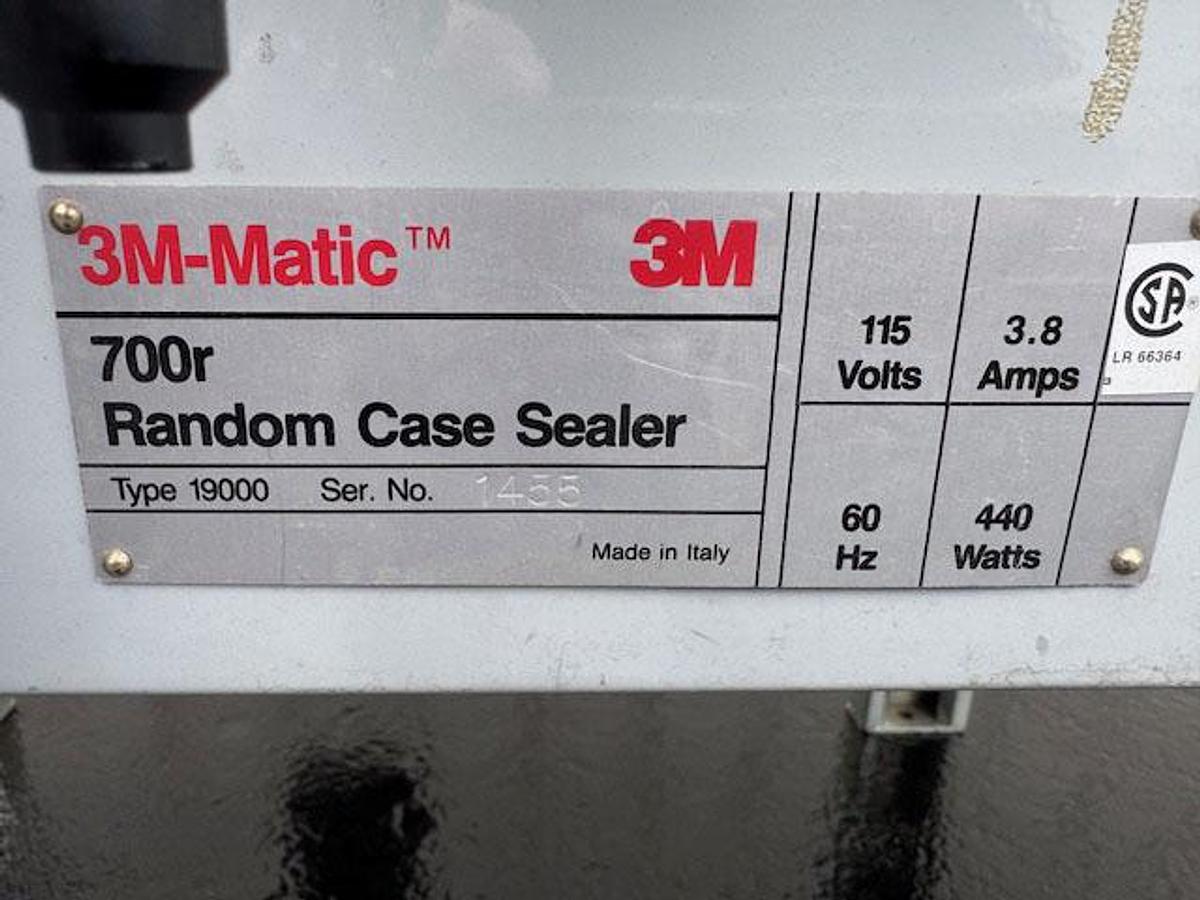 3M-Matic™ 3M
700r
Random Case Sealer
Type 19000 Ser. No. 1455
Made in Italy
115
Volts
3.8
Amps
60
Hz
440
Watts
SA ®
LR 66364